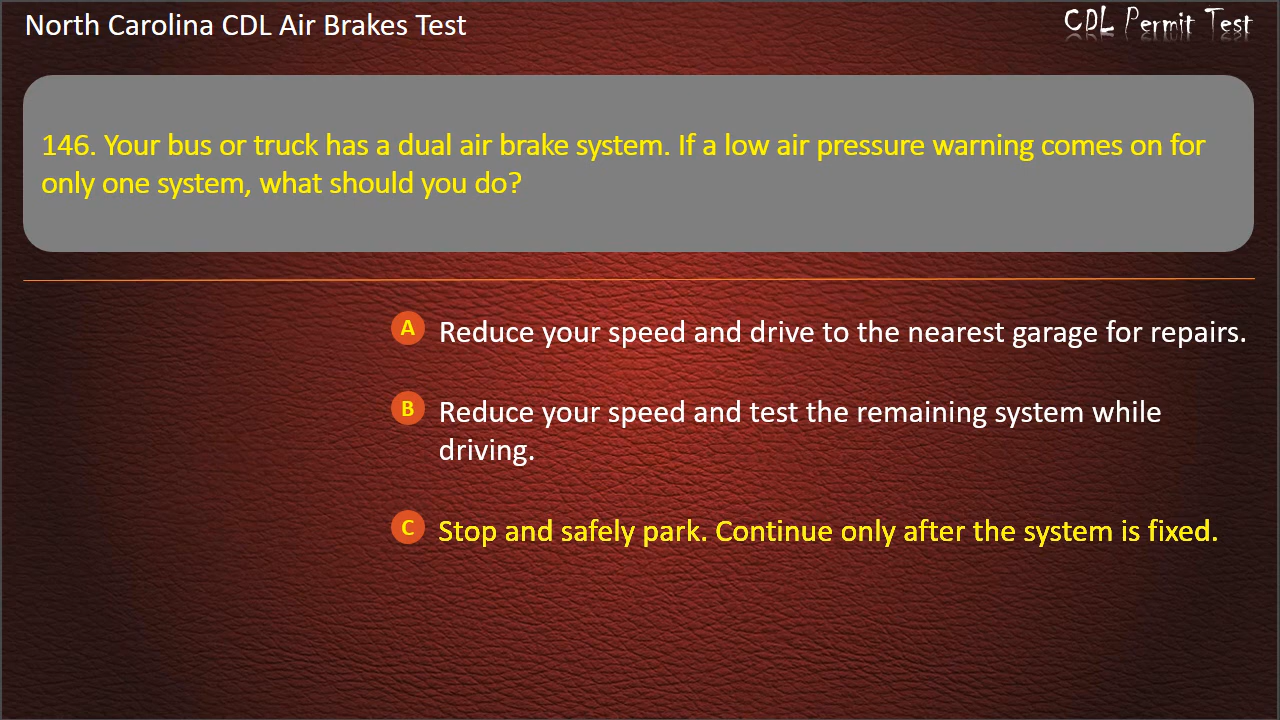 North Carolina CDL Air Brakes Test
CDL Permit Test
146. Your bus or truck has a dual air brake system. If a low air pressure warning comes on for
only one system, what should you do?
A Reduce your speed and drive to the nearest garage for repairs.
B Reduce your speed and test the remaining system while
driving.
C Stop and safely park. Continue only after the system is fixed.